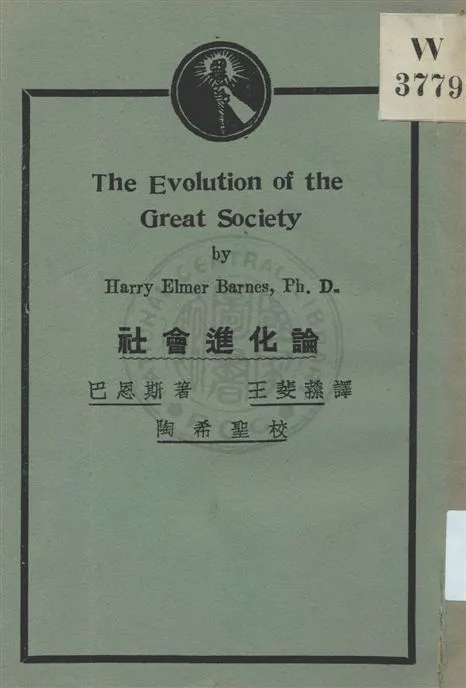 W
3779
The Evolution of the
Great Society
by
Harry Elmer Barnes, Ph. D.
社會進化論
巴恩斯著 王斐蓀譯
陶希聖校